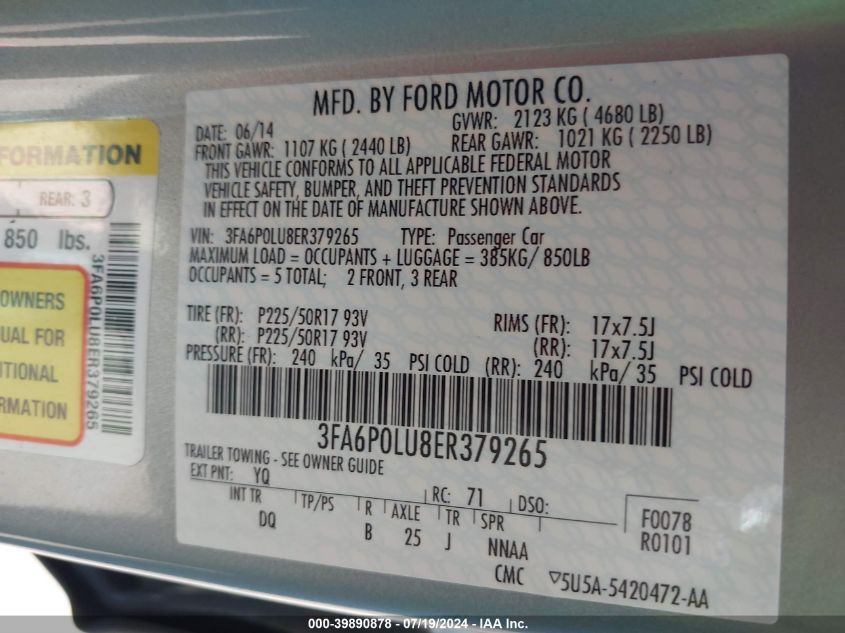 FORMATION
REAR: 3
850 lbs.
OWNERS
UAL FOR
ITIONAL
RMATION
3FA6P0LU8ER379265
MFD. BY FORD MOTOR CO.
DATE: 06/14 GVWR: 2123 KG ( 4680 LB)
FRONT GAWR: 1107 KG ( 2440 LB) REAR GAWR: 1021 KG ( 2250 LB)
THIS VEHICLE CONFORMS TO ALL APPLICABLE FEDERAL MOTOR
VEHICLE SAFETY, BUMPER, AND THEFT PREVENTION STANDARDS
IN EFFECT ON THE DATE OF MANUFACTURE SHOWN ABOVE.
VIN: 3FA6P0LU8ER379265 TYPE: Passenger Car
MAXIMUM LOAD = OCCUPANTS + LUGGAGE = 385KG/ 850LB
OCCUPANTS = 5 TOTAL; 2 FRONT, 3 REAR
TIRE (FR): P225/50R17 93V RIMS (FR): 17x7.5J
(RR): P225/50R17 93V (RR): 17x7.5J
PRESSURE (FR): 240 kPa/ 35 PSI COLD (RR): 240 kPa/ 35 PSI COLD
3FA6P0LU8ER379265
TRAILER TOWING - SEE OWNER GUIDE
EXT PNT: YQ RC: 71 DSO: F0078
INT TR TP/PS R AXLE TR SPR R0101
DQ B 25 J NNAA
CMC ▽5U5A-5420472-AA
000-39890878 - 07/19/2024 - IAA Inc.